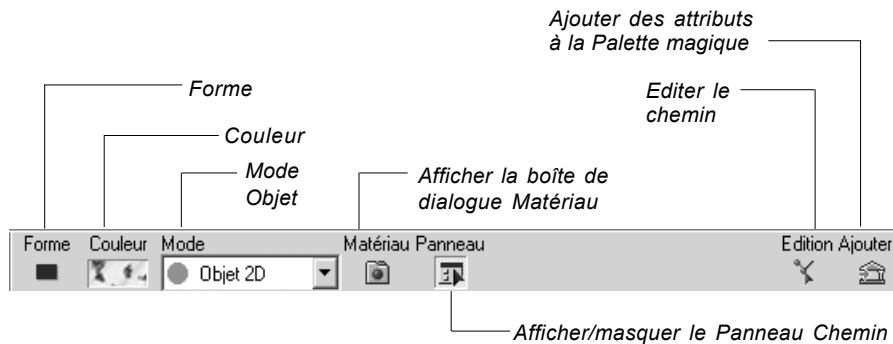 Ajouter des attributs
à la Palette magique
Forme
Editer le
chemin
Couleur
Mode
Objet
Afficher la boîte de
dialogue Matériau
Forme Couleur Mode Matériau Panneau Edition Ajouter
Objet 2D
Afficher/masquer le Panneau Chemin